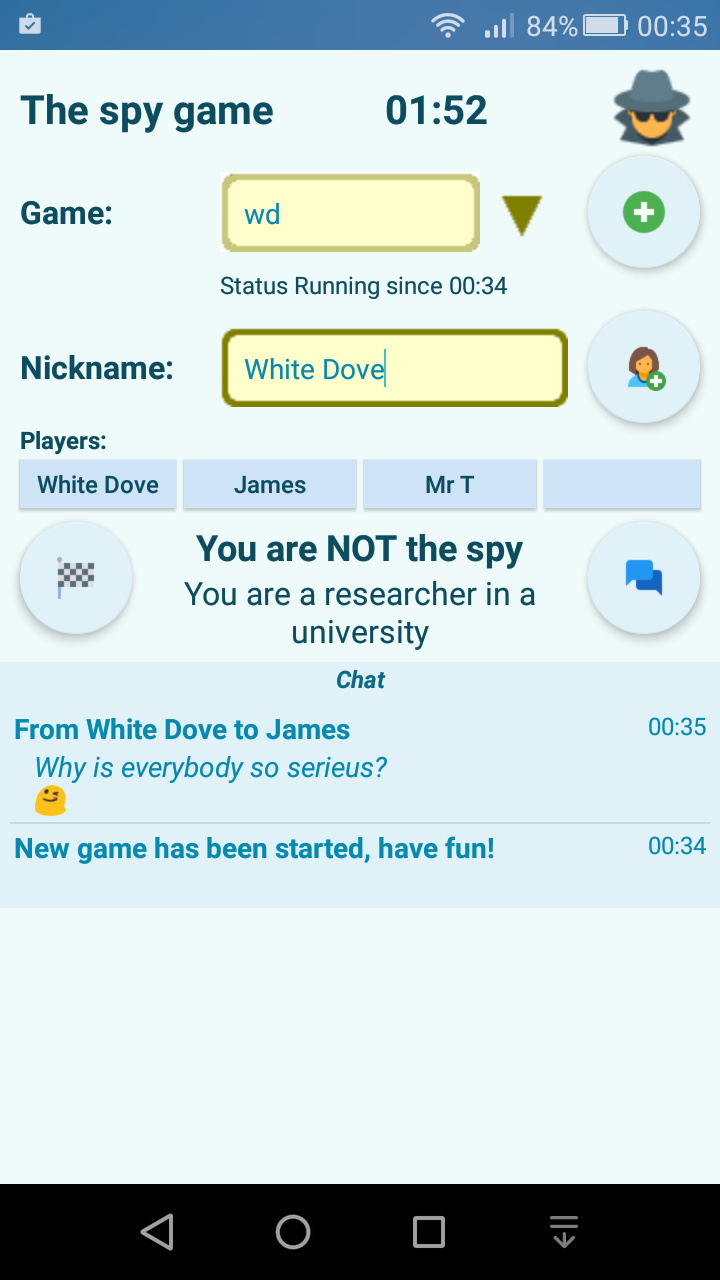 84% 00:35
The spy game 01:52
Game: wd
Status Running since 00:34
Nickname: White Dove
Players:
White Dove James Mr T
You are NOT the spy
You are a researcher in a
university
Chat
From White Dove to James 00:35
Why is everybody so serieus?
New game has been started, have fun! 00:34